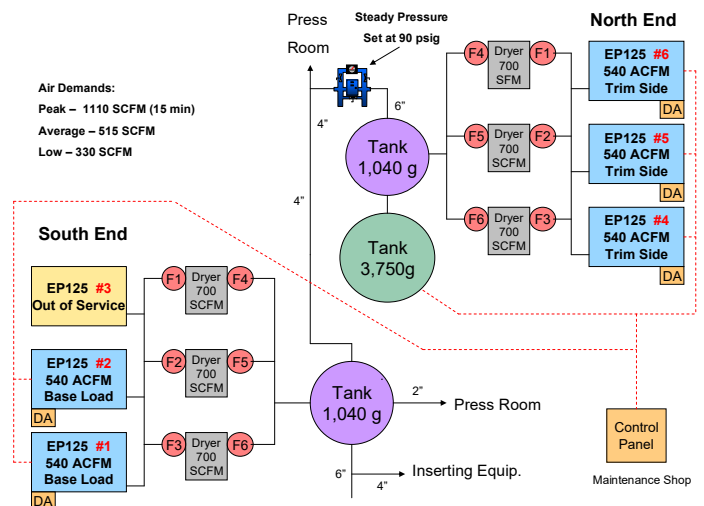 Press
Room
Steady Pressure
Set at 90 psig
North End
Air Demands:
Peak – 1110 SCFM (15 min)
Average – 515 SCFM
Low – 330 SCFM
4"
6"
4"
Tank
1,040 g
Tank
3,750g
F4
Dryer
700
SFM
F1
EP125 #6
540 ACFM
Trim Side
DA
F5
Dryer
700
SCFM
F2
EP125 #5
540 ACFM
Trim Side
DA
F6
Dryer
700
SCFM
F3
EP125 #4
540 ACFM
Trim Side
DA
South End
EP125 #3
Out of Service
F1
Dryer
700
SCFM
F4
EP125 #2
540 ACFM
Base Load
DA
F2
Dryer
700
SCFM
F5
EP125 #1
540 ACFM
Base Load
DA
F3
Dryer
700
SCFM
F6
Tank
1,040 g
2"
Press Room
6"
4"
Inserting Equip.
Control
Panel
Maintenance Shop